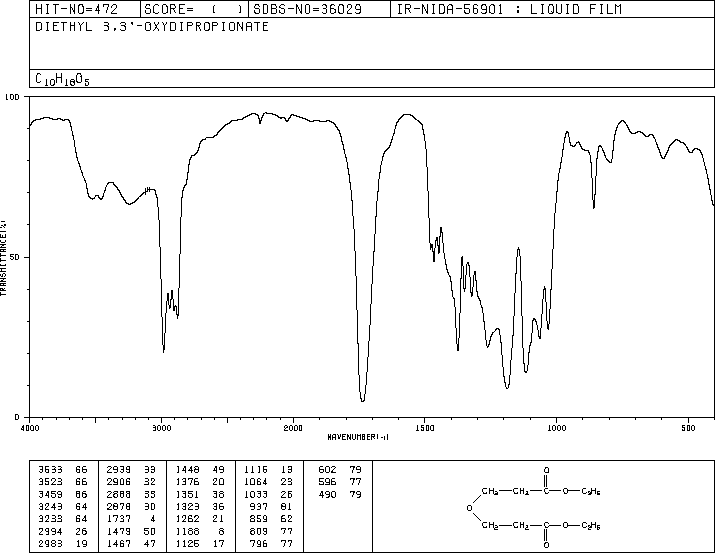 HIT-NO=472 SCORE= ( ) SDBS-NO=36029 IR-NIDA-56901 : LIQUID FILM
DIETHYL 3,3'-OXYDIPROPIONATE
C10H18O5
100
50
0
TRANSMITTANCE(%)
4000 3000 2000 1500 1000 500
WAVENUMBER(-1)
3533 66 2939 33 1448 49 1116 13 602 79
3523 66 2906 32 1376 20 1064 23 596 77
3459 66 2888 35 1351 38 1033 26 490 79
3243 64 2878 30 1323 36 937 81
3233 64 1737 4 1262 21 859 62
2994 26 1479 50 1188 8 809 77
2983 19 1467 47 1125 17 796 77
O
CH2 CH2 C O C2H5
O
CH2 CH2 C O C2H5
O